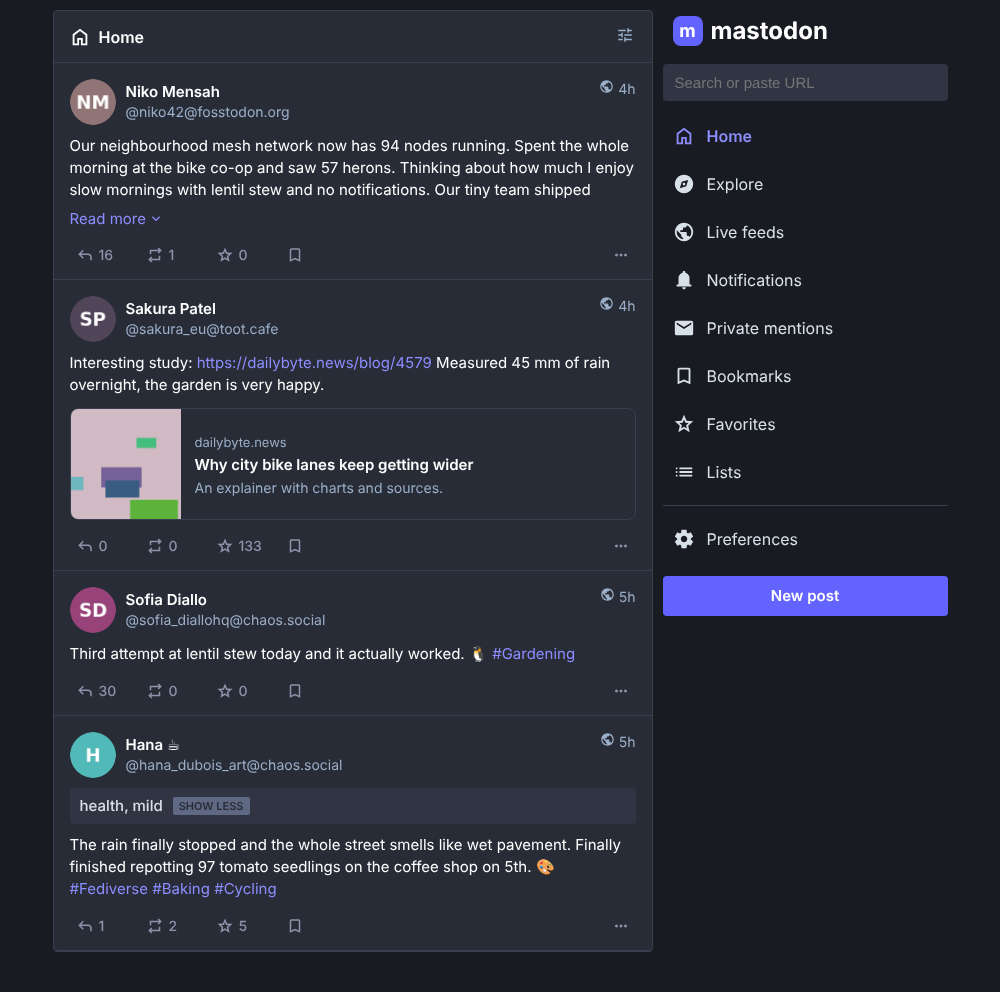 Home
NM
Niko Mensah
4h
@niko42@fosstodon.org
Our neighbourhood mesh network now has 94 nodes running. Spent the whole
morning at the bike co-op and saw 57 herons. Thinking about how much I enjoy
slow mornings with lentil stew and no notifications. Our tiny team shipped
Read more
16 1 0
SP
Sakura Patel
4h
@sakura_eu@toot.cafe
Interesting study: https://dailybyte.news/blog/4579 Measured 45 mm of rain
overnight, the garden is very happy.
dailybyte.news
Why city bike lanes keep getting wider
An explainer with charts and sources.
0 0 133
SD
Sofia Diallo
5h
@sofia_diallohq@chaos.social
Third attempt at lentil stew today and it actually worked. 🐧 #Gardening
30 0 0
H
Hana ☕
5h
@hana_dubois_art@chaos.social
health, mild SHOW LESS
The rain finally stopped and the whole street smells like wet pavement. Finally
finished repotting 97 tomato seedlings on the coffee shop on 5th. 🎨
#Fediverse #Baking #Cycling
1 2 5
m mastodon
Search or paste URL
Home
Explore
Live feeds
Notifications
Private mentions
Bookmarks
Favorites
Lists
Preferences
New post